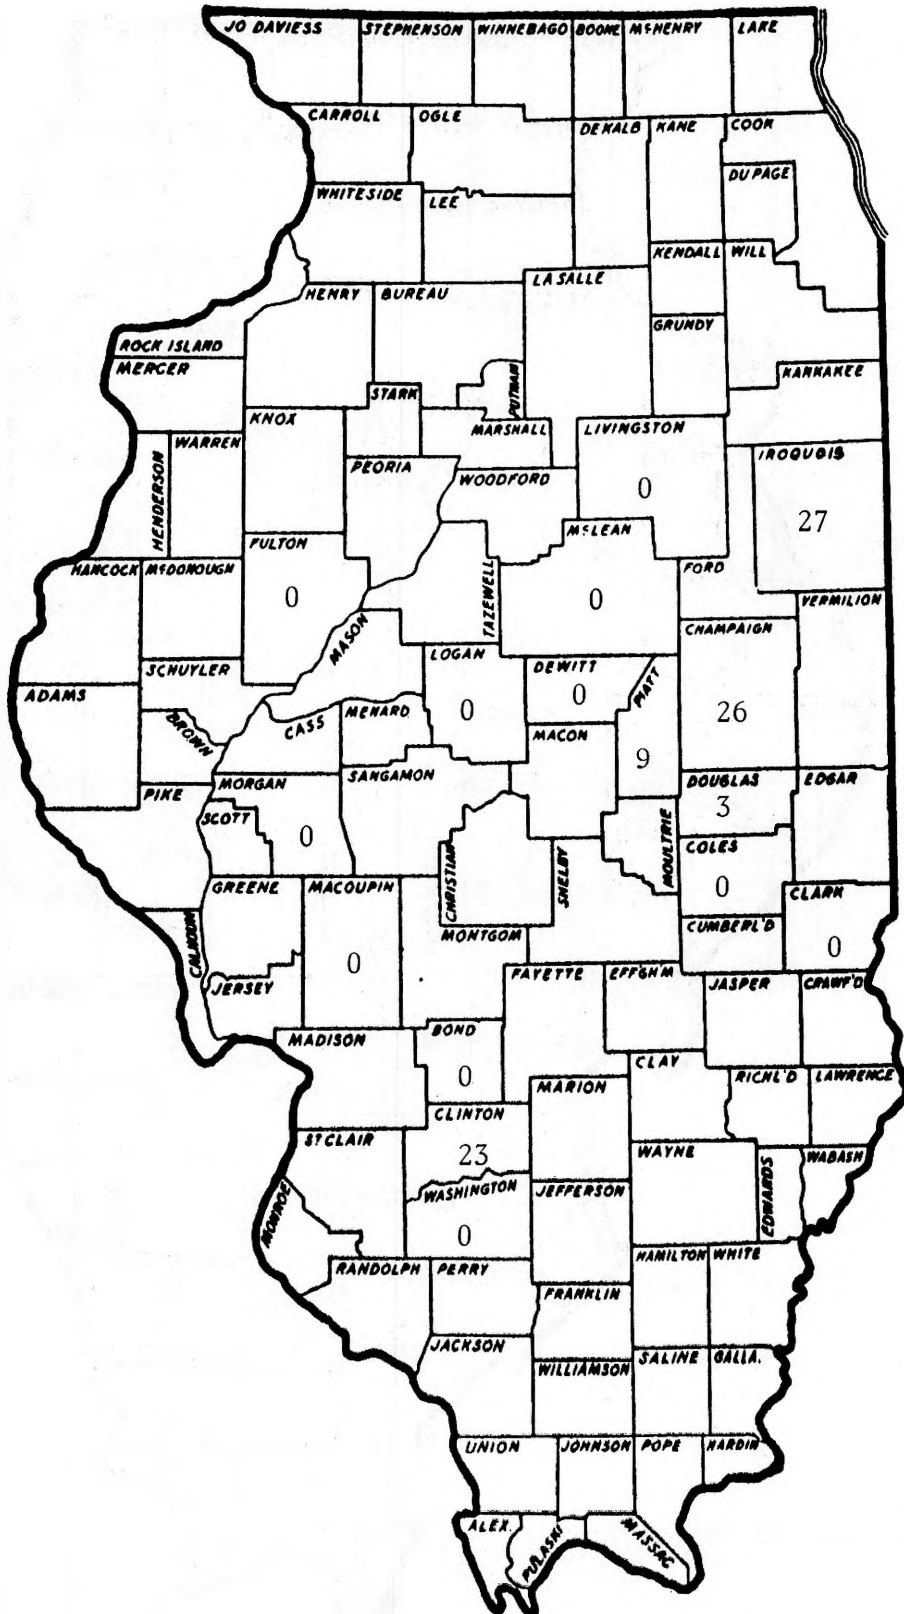 JO DAVIESS STEPHENSON WINNEBAGO BOONE McHENRY LAKE
CARROLL OGLE DEKALB KANE COOK
DU PAGE
WHITESIDE LEE
KENDALL WILL
LA SALLE
HENRY BUREAU
GRUNDY
ROCK ISLAND
MERCER KANKAKEE
STARK PUTNAM
KNOX
MARSHALL LIVINGSTON
WARREN
PEORIA IROQUOIS
WOODFORD
HENDERSON 0
27
McLEAN
FULTON
HANCOCK McDONOUGH TAZEWELL FORD
0 0 VERMILION
CHAMPAIGN
MASON
LOGAN
SCHUYLER DEWITT
ADAMS 0 PIATT
CASS MENARD 0 26
BROWN MACON
9
PIKE MORGAN SANGAMON DOUGLAS EDGAR
3
SCOTT
0 MOULTRIE COLES
CHRISTIAN SHELBY
GREENE MACOUPIN 0 CLARK
CUMBERL'D
CALHOUN MONTGOM 0
0
FAYETTE EFFGHM
JERSEY JASPER CRAWF'D
MADISON BOND
CLAY
0 RICHL'D LAWRENCE
MARION
CLINTON
ST CLAIR
23 WAYNE WABASH
WASHINGTON JEFFERSON EDWARDS
MONROE
0
HAMILTON WHITE
RANDOLPH PERRY
FRANKLIN
JACKSON
SALINE GALLA.
WILLIAMSON
UNION JOHNSON POPE HARDIN
ALEX.
PULASKI MASSAC